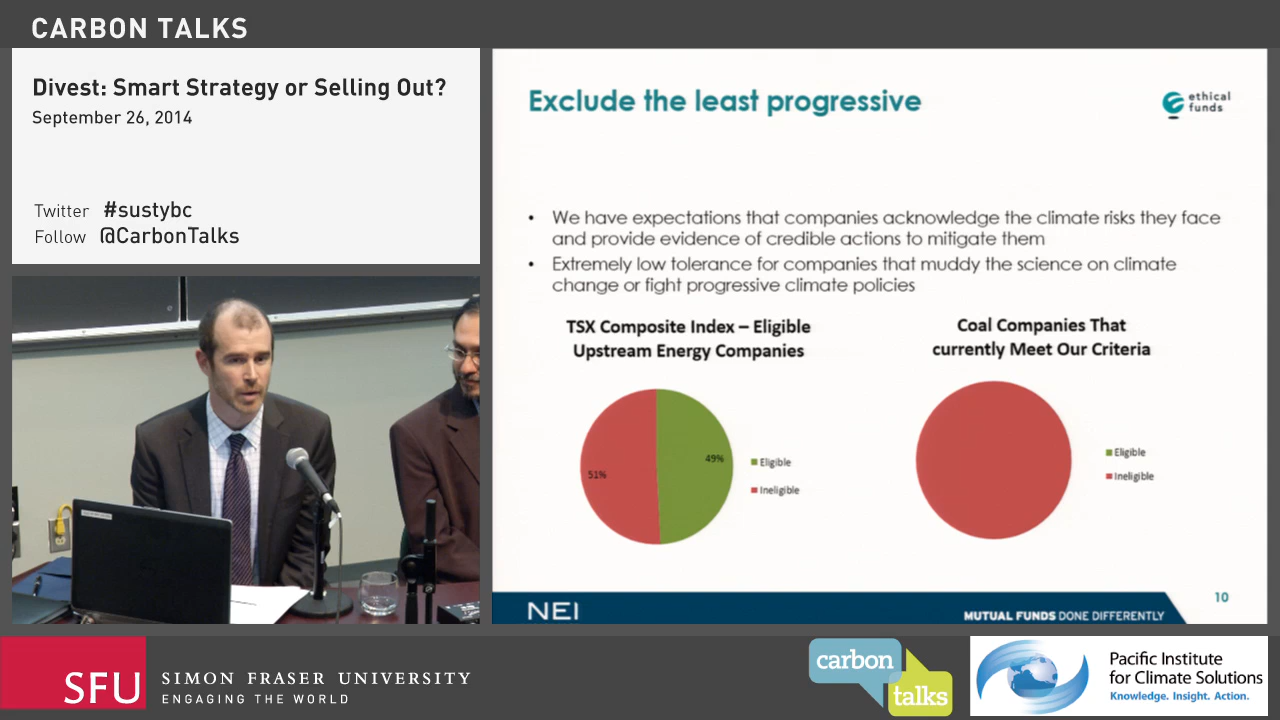 CARBON TALKS
Divest: Smart Strategy or Selling Out?
September 26, 2014
Twitter #sustybc
Follow @CarbonTalks
Exclude the least progressive
ethical
funds
• We have expectations that companies acknowledge the climate risks they face
and provide evidence of credible actions to mitigate them
• Extremely low tolerance for companies that muddy the science on climate
change or fight progressive climate policies
TSX Composite Index – Eligible
Upstream Energy Companies
49%
51%
Eligible
Ineligible
Coal Companies That
currently Meet Our Criteria
Eligible
Ineligible
10
NEI
MUTUAL FUNDS DONE DIFFERENTLY
SFU
SIMON FRASER UNIVERSITY
ENGAGING THE WORLD
carbon
talks
Pacific Institute
for Climate Solutions
Knowledge. Insight. Action.